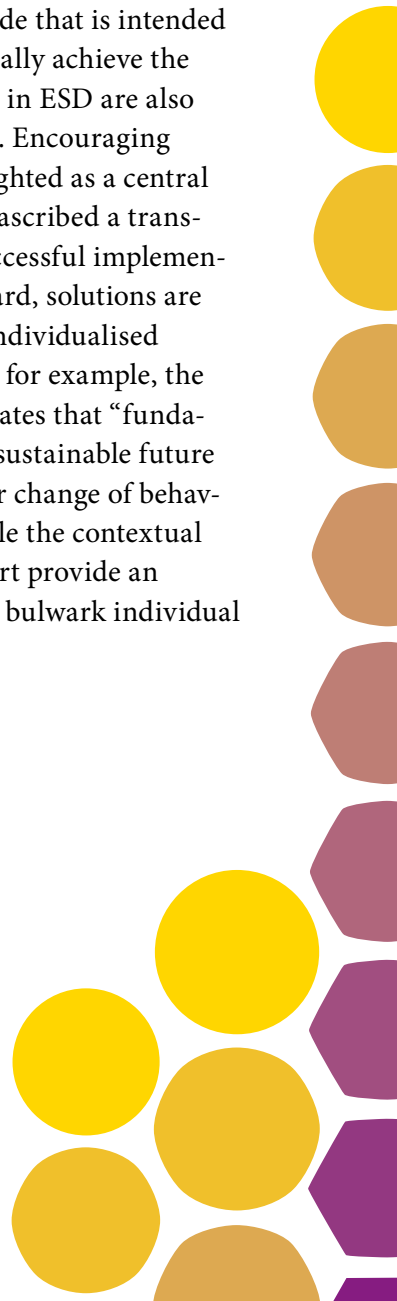 de that is intended
ally achieve the
in ESD are also
. Encouraging
ghted as a central
ascribed a trans-
ccessful implemen-
ard, solutions are
ndividualised
for example, the
ates that “funda-
sustainable future
r change of behav-
le the contextual
rt provide an
bulwark individual